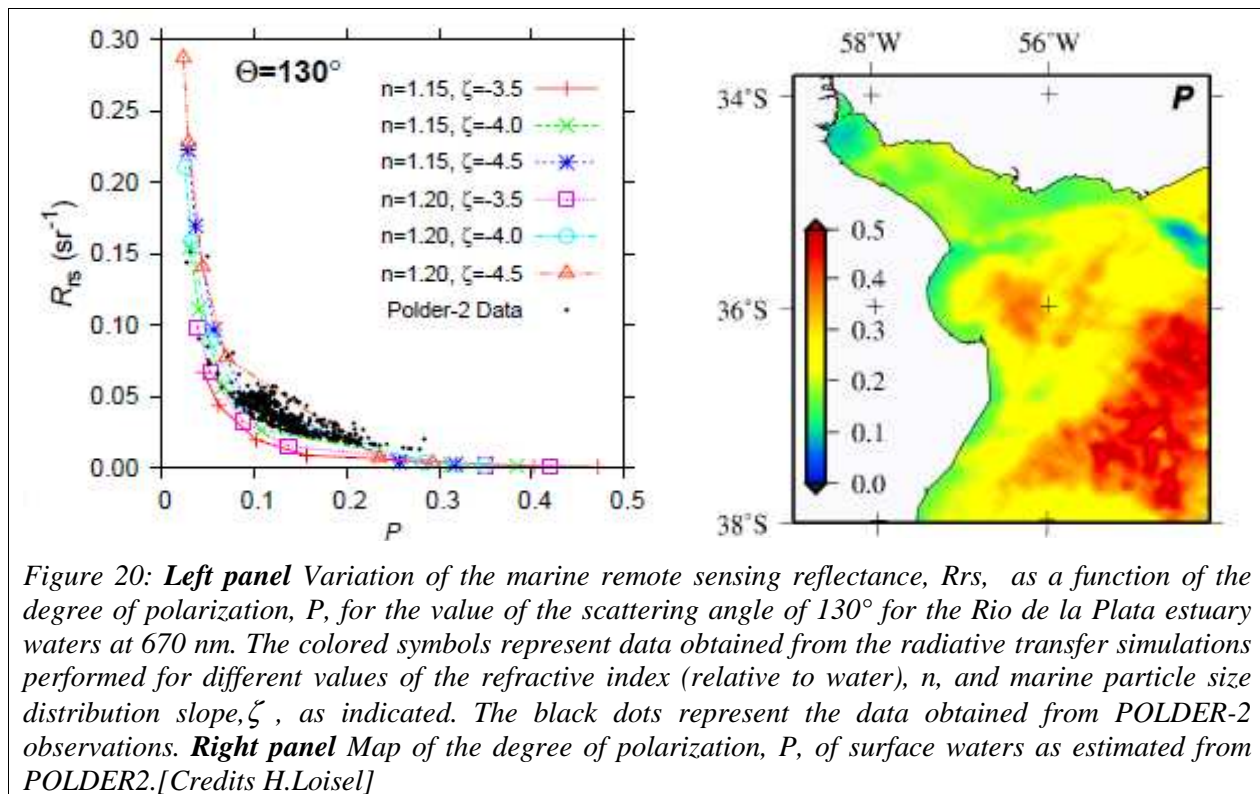 0.30
0.25
0.20
0.15
0.10
0.05
0.00
Rrs (sr-1)
Θ=130°
n=1.15, ζ=-3.5
n=1.15, ζ=-4.0
n=1.15, ζ=-4.5
n=1.20, ζ=-3.5
n=1.20, ζ=-4.0
n=1.20, ζ=-4.5
Polder-2 Data
0 0.1 0.2 0.3 0.4 0.5
P
58°W 56°W
34°S
36°S
38°S
P
0.5
0.4
0.3
0.2
0.1
0.0
Figure 20: Left panel Variation of the marine remote sensing reflectance, Rrs, as a function of the
degree of polarization, P, for the value of the scattering angle of 130° for the Rio de la Plata estuary
waters at 670 nm. The colored symbols represent data obtained from the radiative transfer simulations
performed for different values of the refractive index (relative to water), n, and marine particle size
distribution slope,ζ , as indicated. The black dots represent the data obtained from POLDER-2
observations. Right panel Map of the degree of polarization, P, of surface waters as estimated from
POLDER2.[Credits H.Loisel]